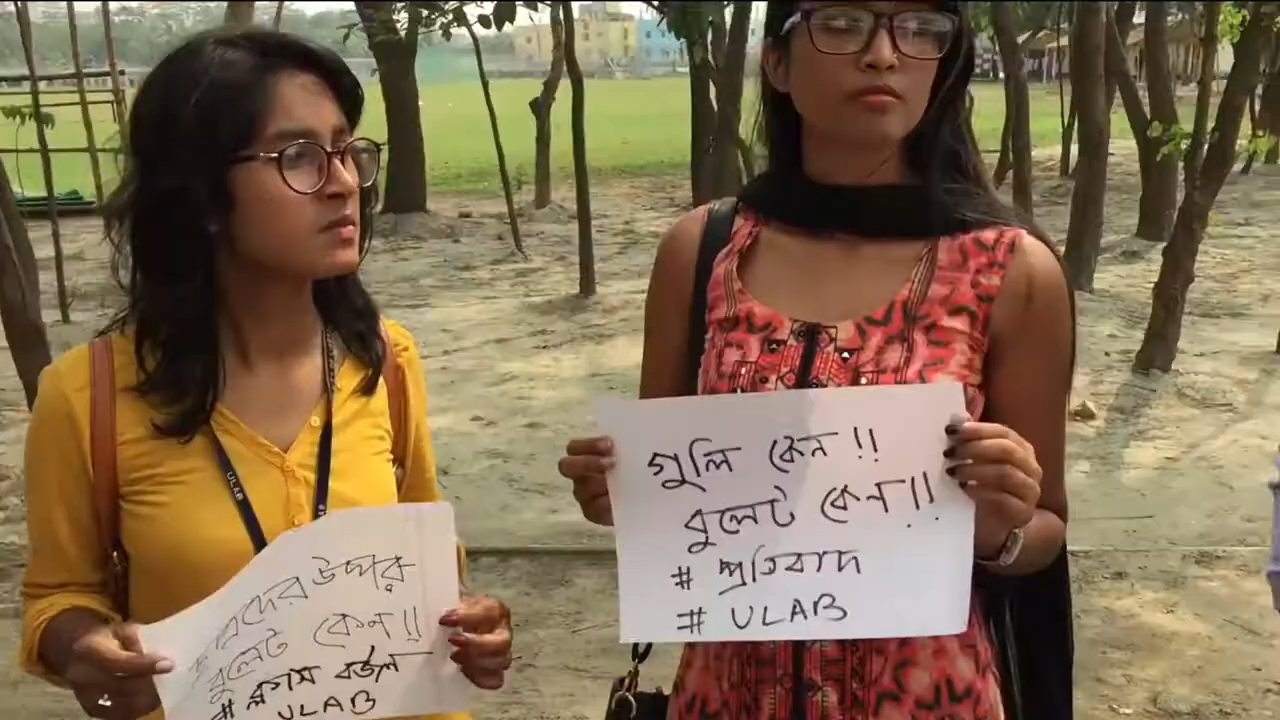 গুলি কেন !!
বুলেট কেন !!
# প্রতিবাদ
# ULAB
উপর
বুলেট কেন !!
# ক্লাস বর্জন
ULAB
ULAB